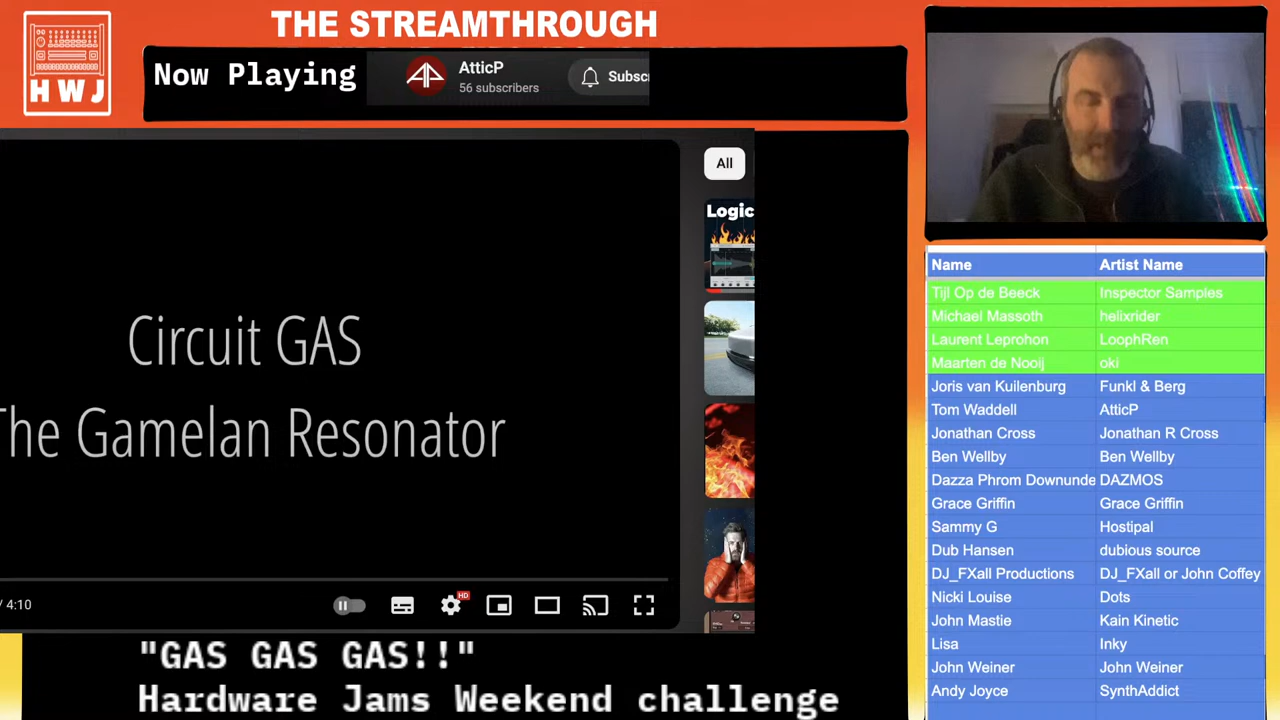 THE STREAMTHROUGH
HWJ
Now Playing
AtticP
56 subscribers
Subsc
All
Logic
Circuit GAS
The Gamelan Resonator
/ 4:10
HD
"GAS GAS GAS!!"
Hardware Jams Weekend challenge
Name Artist Name
Tijl Op de Beeck Inspector Samples
Michael Massoth helixrider
Laurent Leprohon LoophRen
Maarten de Nooij oki
Joris van Kuilenburg Funkl & Berg
Tom Waddell AtticP
Jonathan Cross Jonathan R Cross
Ben Wellby Ben Wellby
Dazza Phrom Downunde DAZMOS
Grace Griffin Grace Griffin
Sammy G Hostipal
Dub Hansen dubious source
DJ_FXall Productions DJ_FXall or John Coffey
Nicki Louise Dots
John Mastie Kain Kinetic
Lisa Inky
John Weiner John Weiner
Andy Joyce SynthAddict